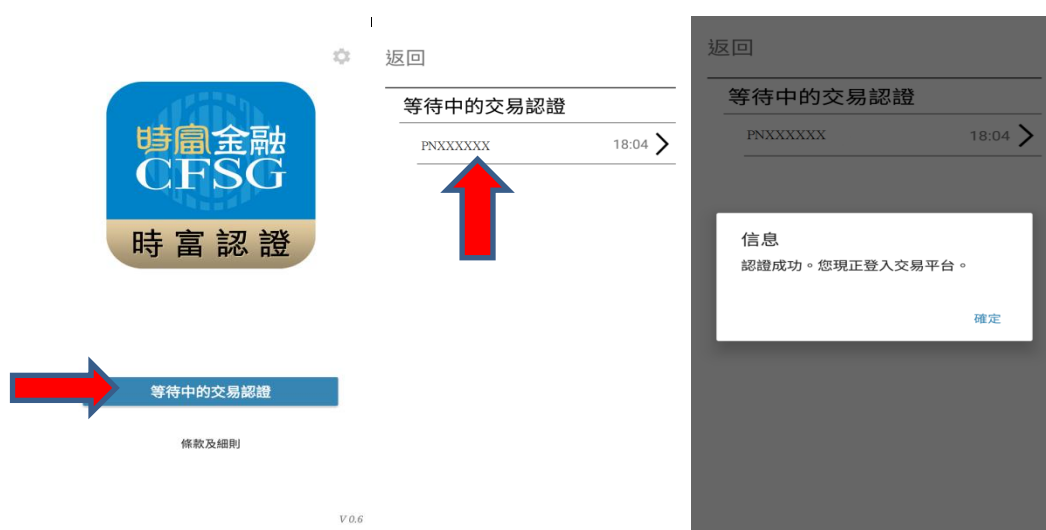 時富金融
CFSG
時富認證
等待中的交易認證
條款及細則
V 0.6
返回
等待中的交易認證
PNXXXXXX 18:04
返回
等待中的交易認證
PNXXXXXX 18:04
信息
認證成功。您現正登入交易平台。
確定